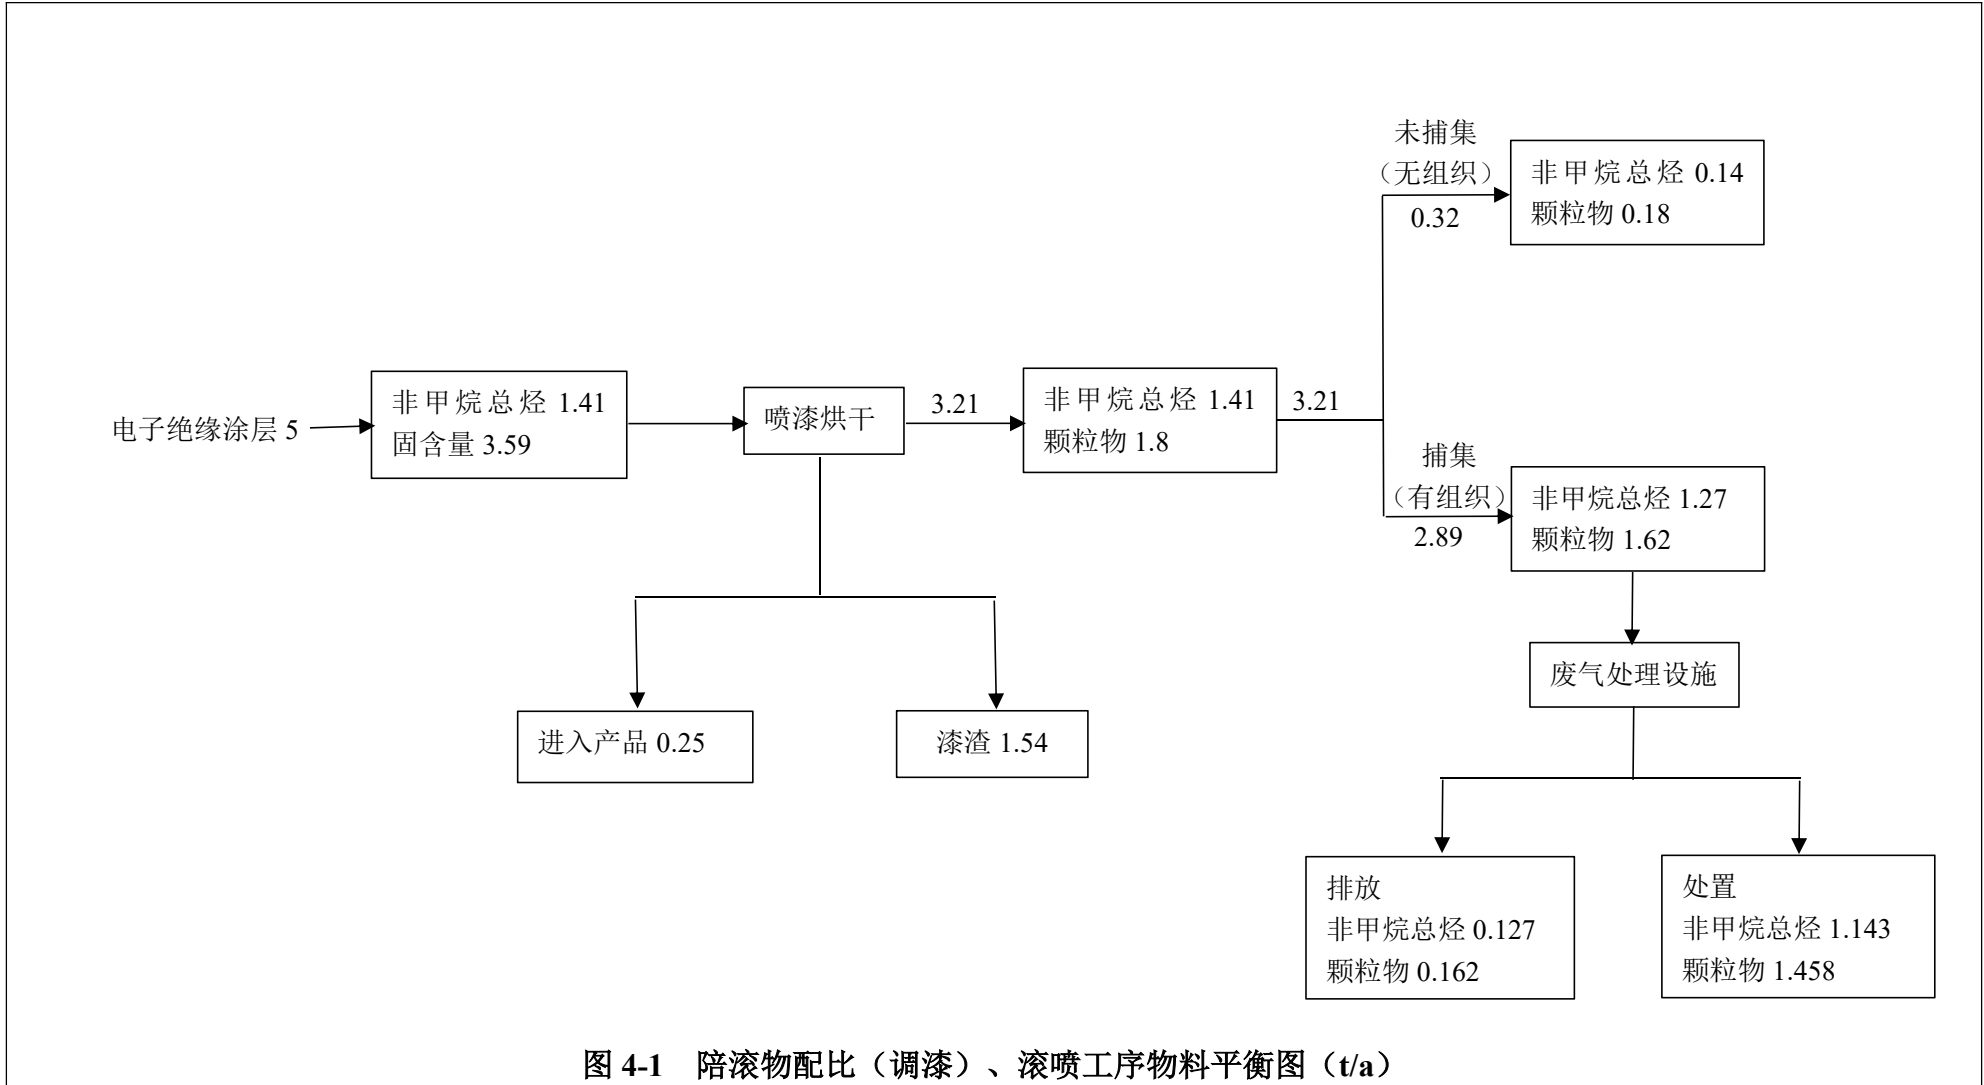 未捕集
（无组织）
0.32
非甲烷总烃 0.14
颗粒物 0.18
电子绝缘涂层 5
非甲烷总烃 1.41
固含量 3.59
喷漆烘干
3.21
非甲烷总烃 1.41
颗粒物 1.8
3.21
捕集
（有组织）
2.89
非甲烷总烃 1.27
颗粒物 1.62
废气处理设施
进入产品 0.25
漆渣 1.54
排放
非甲烷总烃 0.127
颗粒物 0.162
处置
非甲烷总烃 1.143
颗粒物 1.458
图 4-1 陪滚物配比（调漆）、滚喷工序物料平衡图（t/a）